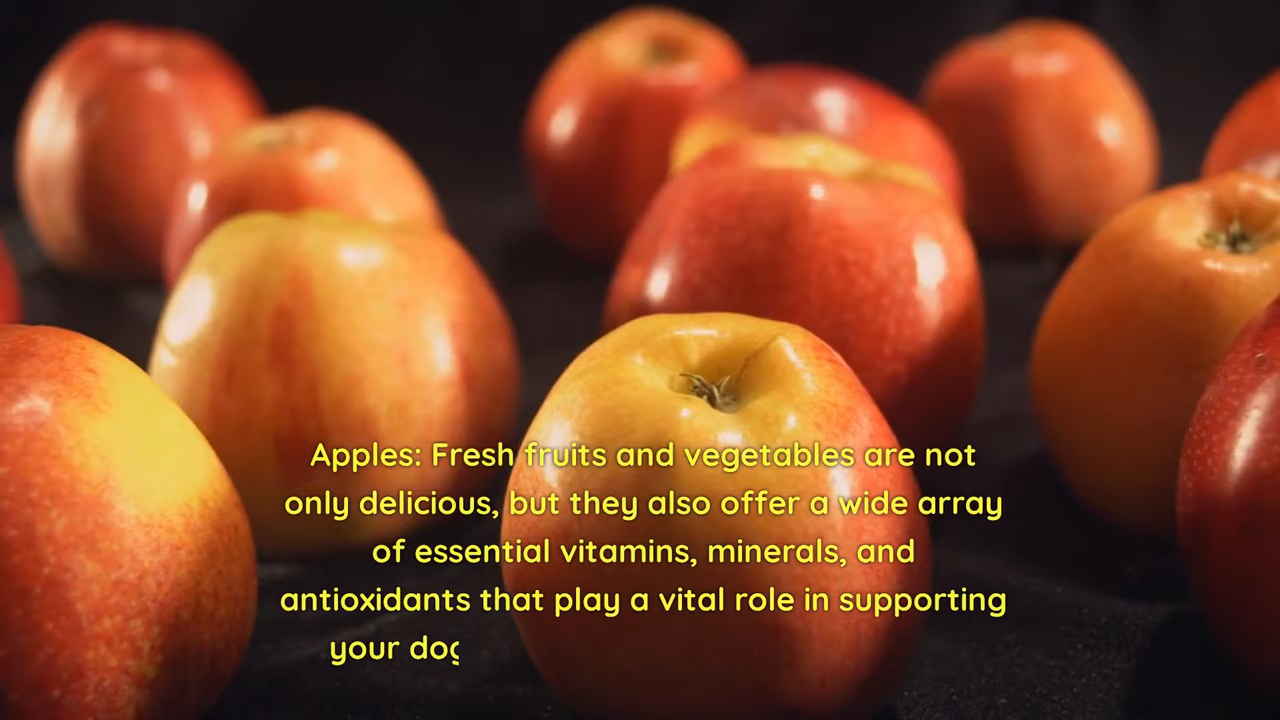 Apples: Fresh fruits and vegetables are not
only delicious, but they also offer a wide array
of essential vitamins, minerals, and
antioxidants that play a vital role in supporting
your dog